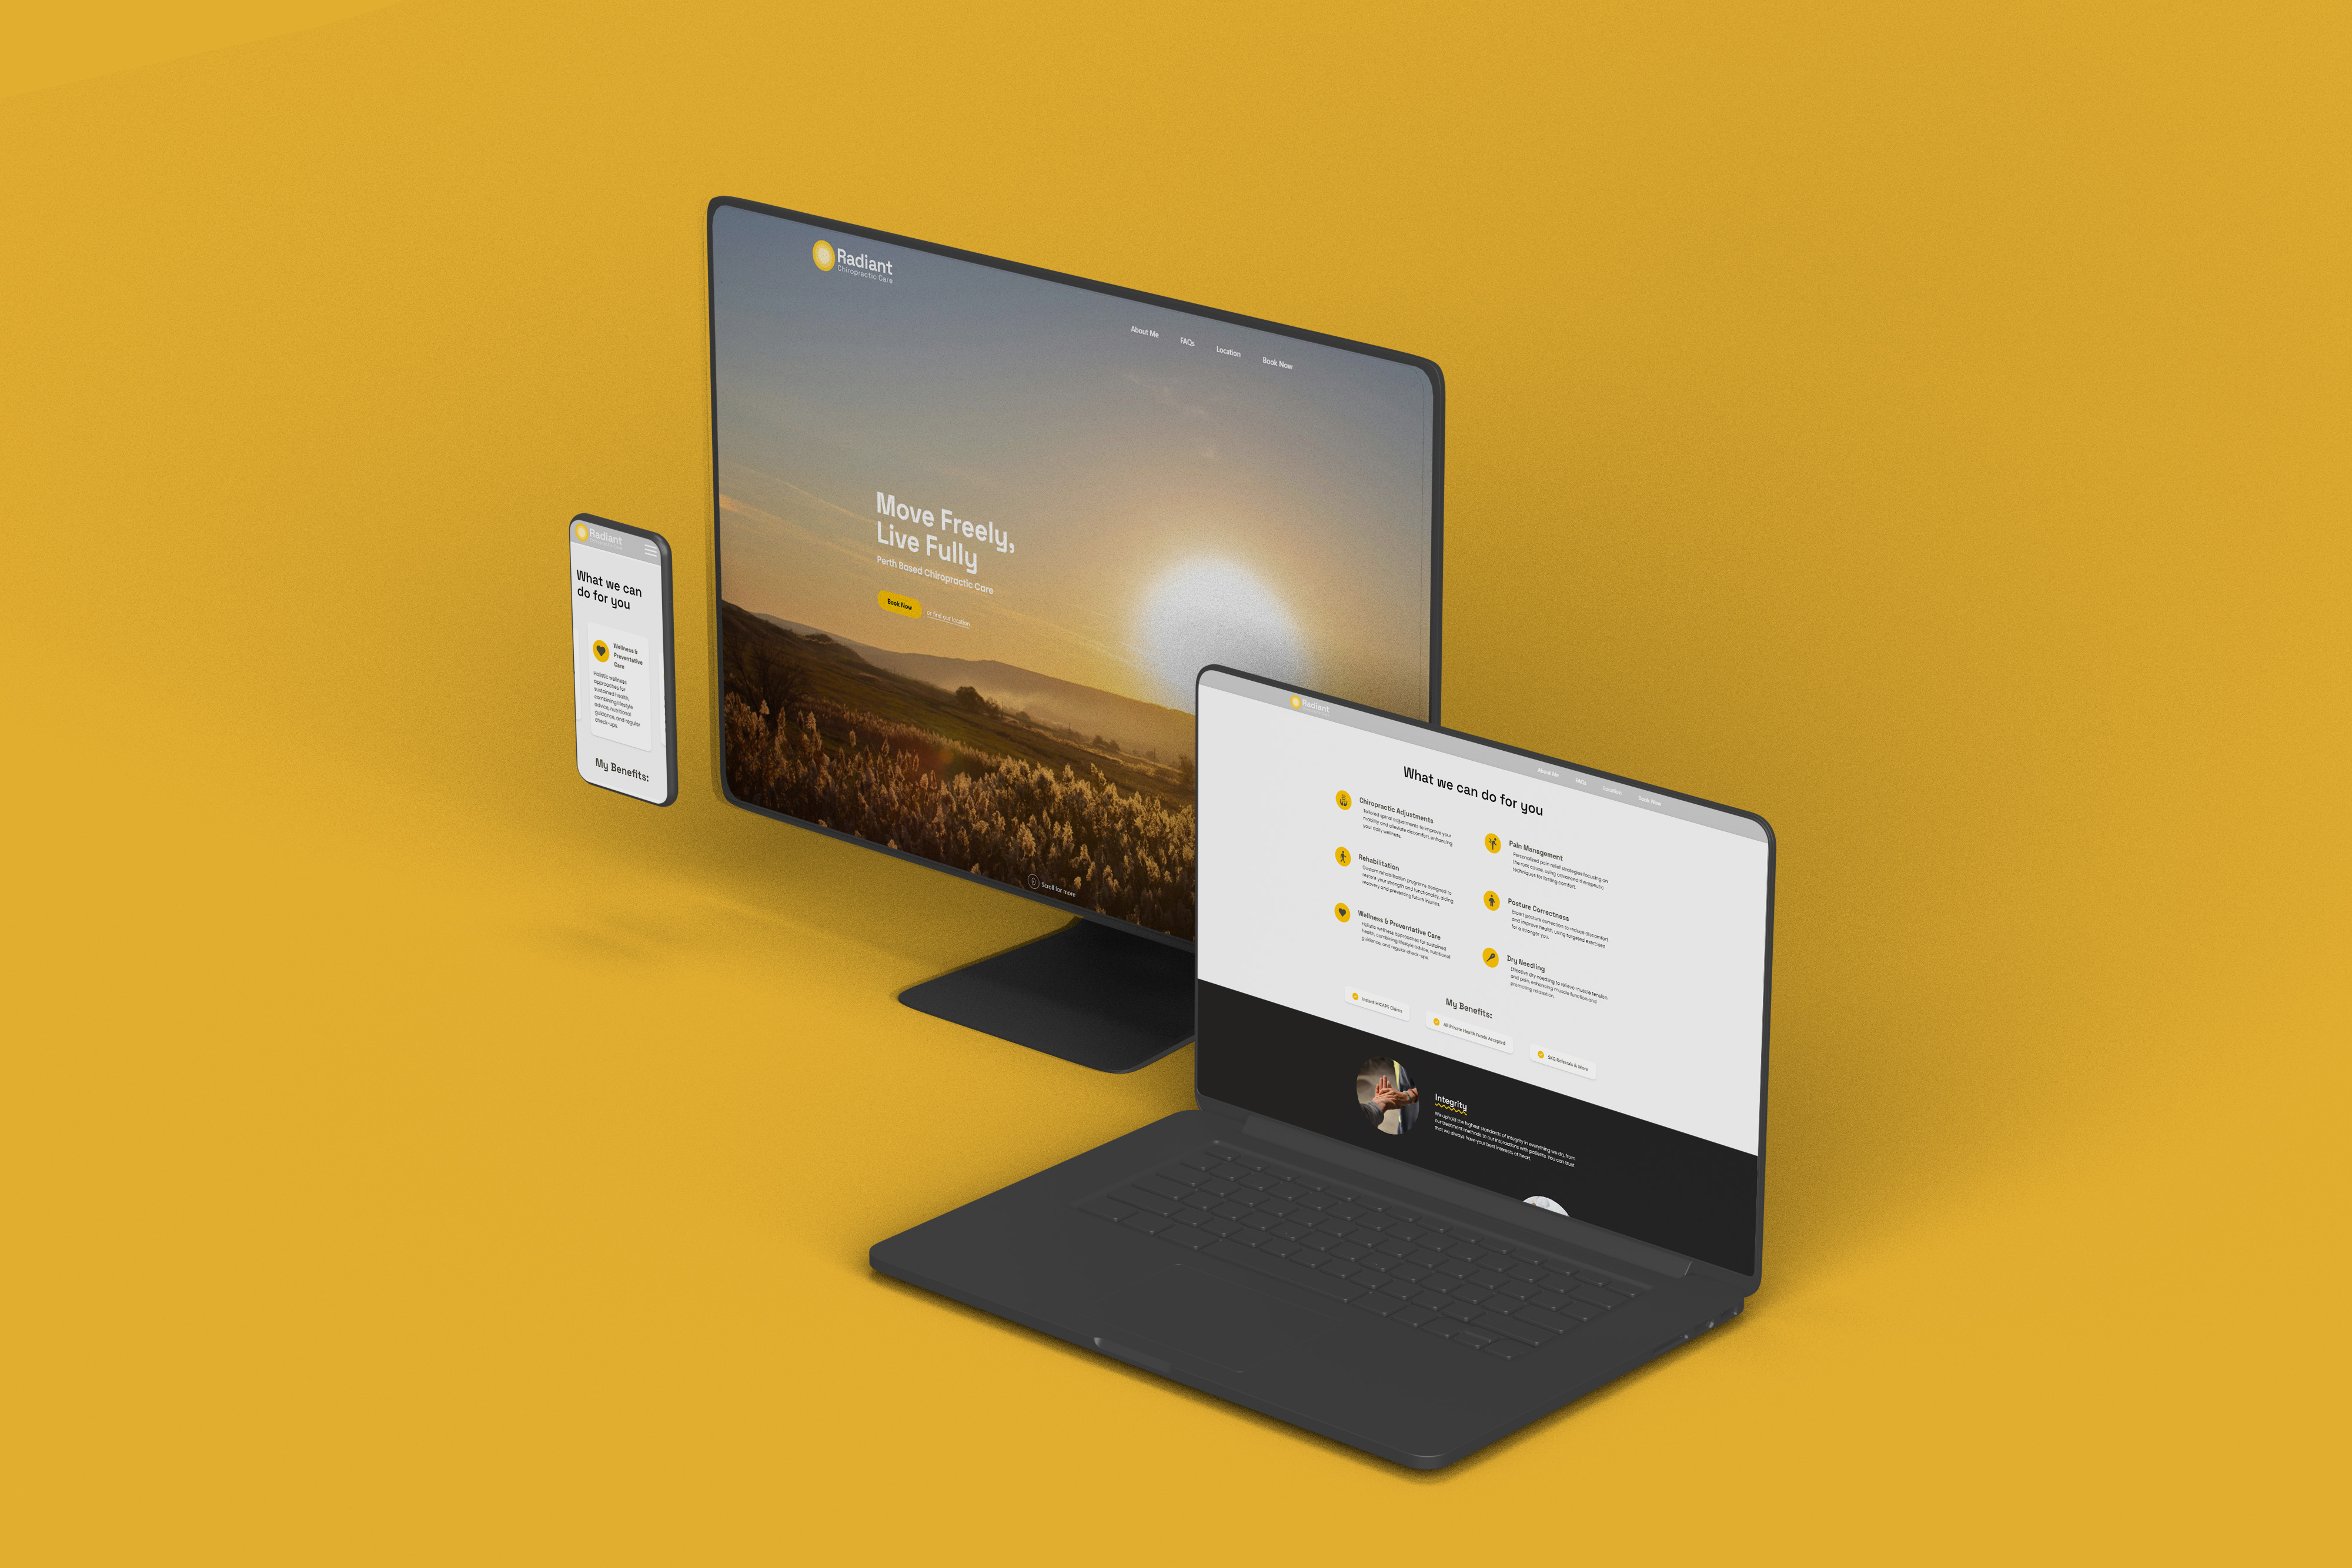 Radiant
Chiropractic Care
About Me
FAQs
Location
Book Now
Move Freely,
Live Fully
Perth Based Chiropractic Care
Book Now
or find our location
Scroll for more
Radiant
What we can
do for you
Wellness &
Preventative
Care
Holistic wellness
approaches for
sustained health,
combining lifestyle
advice, nutritional
guidance, and regular
check-ups.
My Benefits:
Radiant
About Me
FAQs
Location
Book Now
What we can do for you
Chiropractic Adjustments
Tailored spinal adjustments to improve your
mobility and alleviate discomfort, enhancing
your daily wellness.
Pain Management
Personalized pain relief strategies focusing on
the root cause, using advanced therapeutic
techniques for lasting comfort.
Rehabilitation
Custom rehabilitation programs designed to
restore your strength and functionality, aiding
recovery and preventing future injuries.
Posture Correctness
Expert posture correction to reduce discomfort
and improve health, using targeted exercises
for a stronger you.
Wellness & Preventative Care
Holistic wellness approaches for sustained
health, combining lifestyle advice, nutritional
guidance, and regular check-ups.
Dry Needling
Effective dry needling to relieve muscle tension
and pain, enhancing muscle function and
promoting relaxation.
My Benefits:
Instant HICAPS Claims
All Private Health Funds Accepted
SKG Referrals & More
Integrity
We uphold the highest standards of integrity in everything we do, from
our treatment methods to our interactions with patients. You can trust
that we always have your best interests at heart.